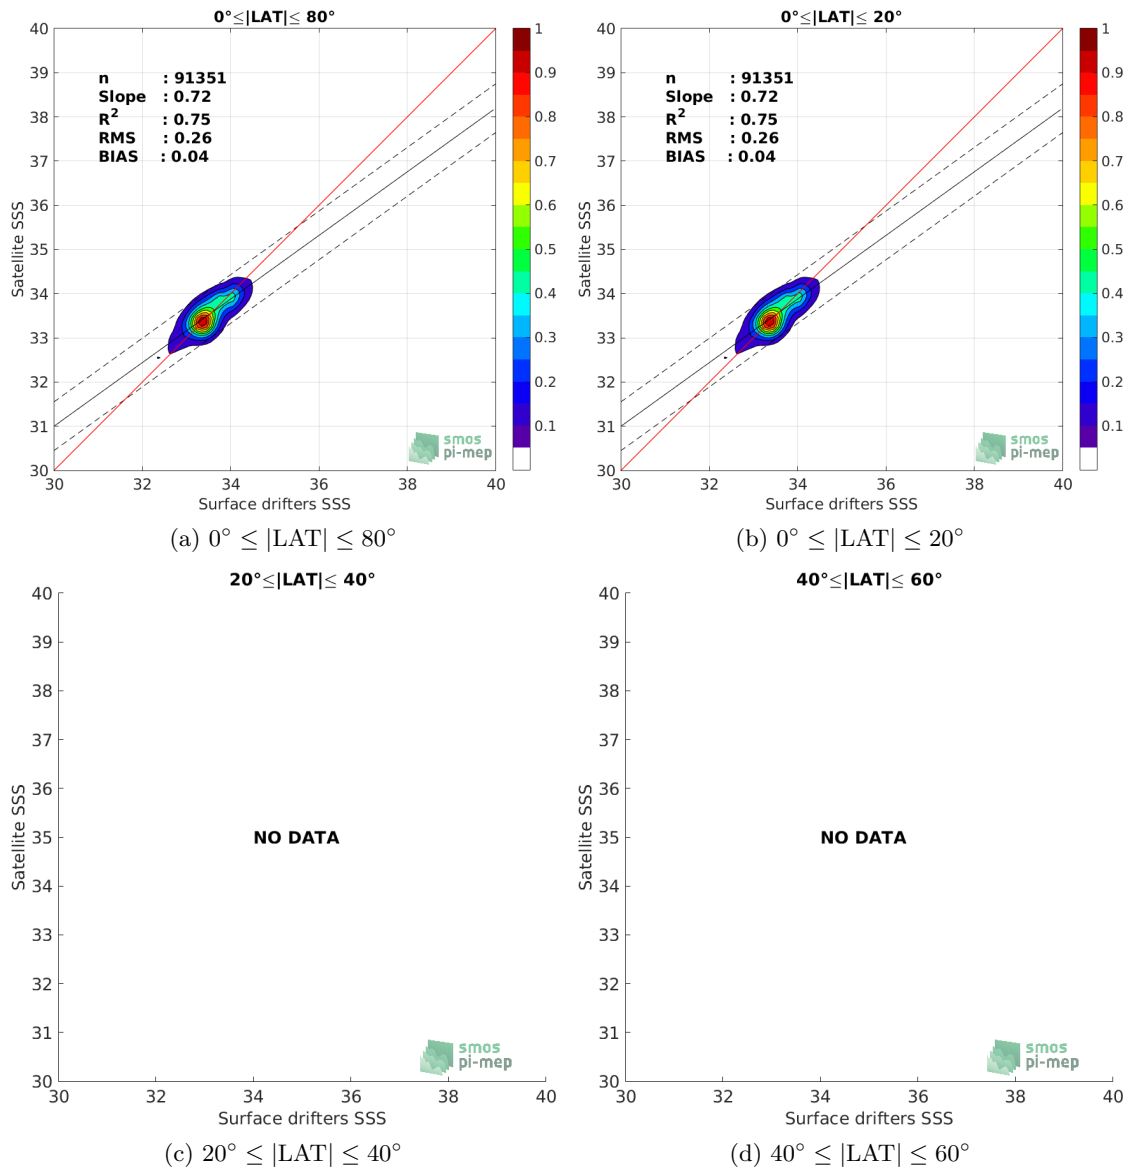 0°≤|LAT|≤ 80°
40
39
38
37
36
35
34
33
32
31
30
30 32 34 36 38 40
Satellite SSS
Surface drifters SSS
n : 91351
Slope : 0.72
R2 : 0.75
RMS : 0.26
BIAS : 0.04
1
0.9
0.8
0.7
0.6
0.5
0.4
0.3
0.2
0.1
smos
pi-mep
(a) 0° ≤ |LAT| ≤ 80°
0°≤|LAT|≤ 20°
40
39
38
37
36
35
34
33
32
31
30
30 32 34 36 38 40
Satellite SSS
Surface drifters SSS
n : 91351
Slope : 0.72
R2 : 0.75
RMS : 0.26
BIAS : 0.04
1
0.9
0.8
0.7
0.6
0.5
0.4
0.3
0.2
0.1
smos
pi-mep
(b) 0° ≤ |LAT| ≤ 20°
20°≤|LAT|≤ 40°
40
39
38
37
36
35
34
33
32
31
30
30 32 34 36 38 40
Satellite SSS
Surface drifters SSS
NO DATA
smos
pi-mep
(c) 20° ≤ |LAT| ≤ 40°
40°≤|LAT|≤ 60°
40
39
38
37
36
35
34
33
32
31
30
30 32 34 36 38 40
Satellite SSS
Surface drifters SSS
NO DATA
smos
pi-mep
(d) 40° ≤ |LAT| ≤ 60°